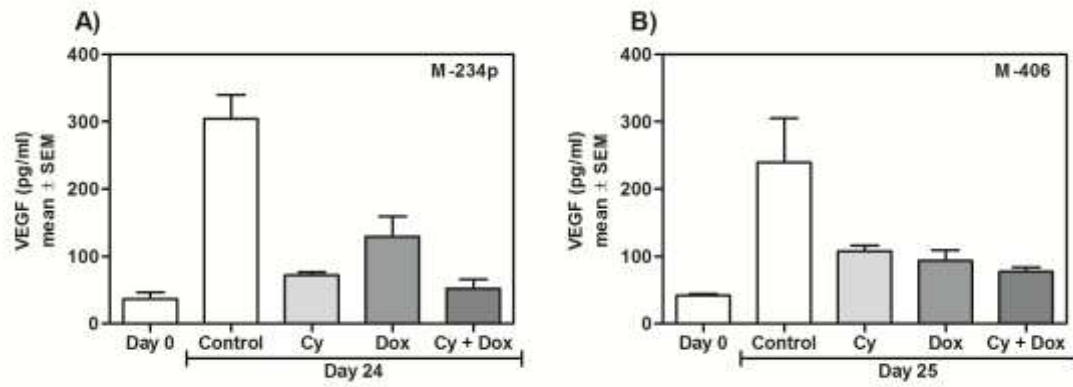 A)
M-234p
VEGF (pg/ml)
mean ± SEM
400
300
200
100
0
Day 0 Control Cy Dox Cy + Dox
Day 24
B)
M-406
VEGF (pg/ml)
mean ± SEM
400
300
200
100
0
Day 0 Control Cy Dox Cy + Dox
Day 25